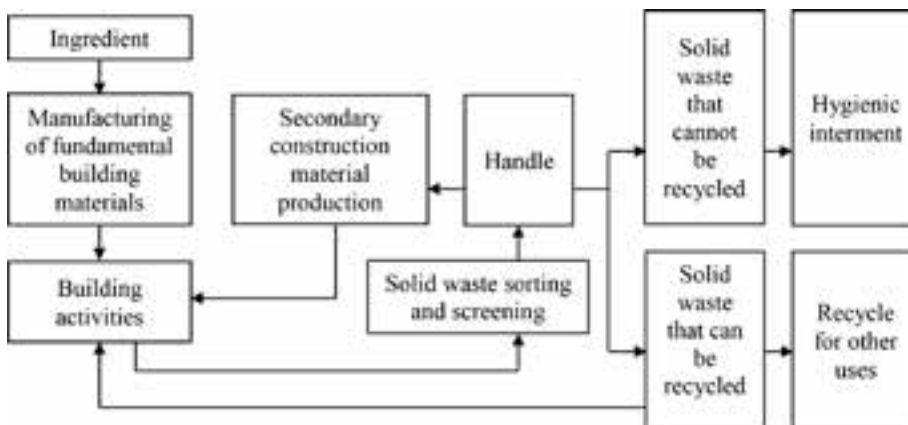 Ingredient
Manufacturing
of fundamental
building
materials
Building
activities
Secondary
construction
material
production
Handle
Solid waste sorting
and screening
Solid
waste
that
cannot
be
recycled
Hygienic
interment
Solid
waste
that can
be
recycled
Recycle
for other
uses